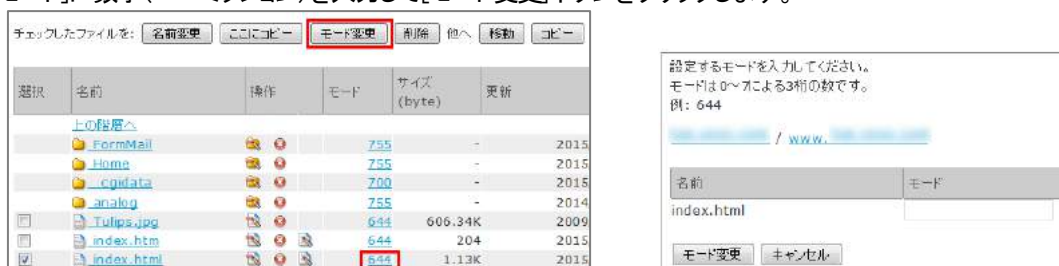 チェックしたファイルを: 名前変更 ここにコピー モード変更 削除 他へ 移動 コピー
選択 名前 操作 モード サイズ (byte) 更新
上の階層へ
FormMail 755 - 2015
Home 755 - 2015
cgidata 700 - 2015
analog 755 - 2014
Tulips.jpg 644 606.34K 2009
index.htm 644 204 2015
index.html 644 1.13K 2015
設定するモードを入力してください。
モードは0～7による3桁の数です。
例: 644
/ www.
名前 モード
index.html
モード変更 キャンセル